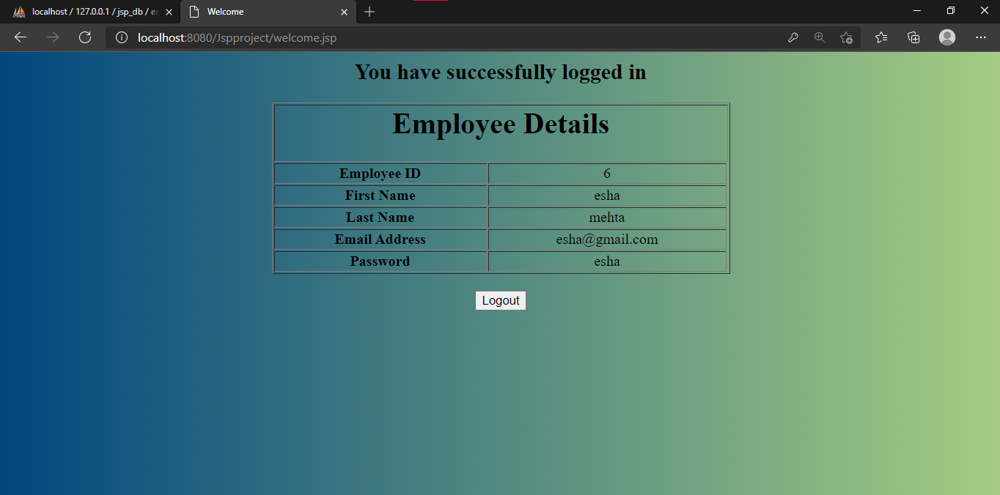 localhost / 127.0.0.1 / jsp_db /
Welcome
localhost:8080/Jspproject/welcome.jsp
You have successfully logged in
Employee Details
Employee ID 6
First Name esha
Last Name mehta
Email Address esha@gmail.com
Password esha
Logout